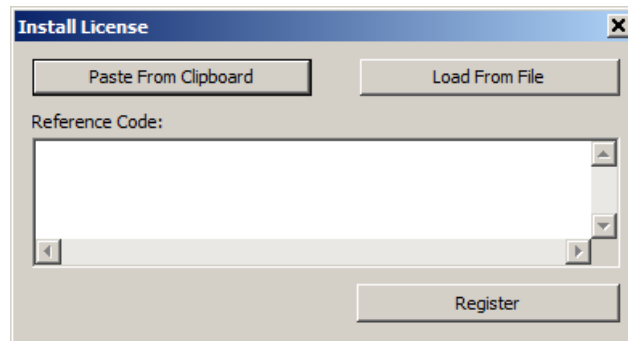 Install License
Paste From Clipboard Load From File
Reference Code:
Register